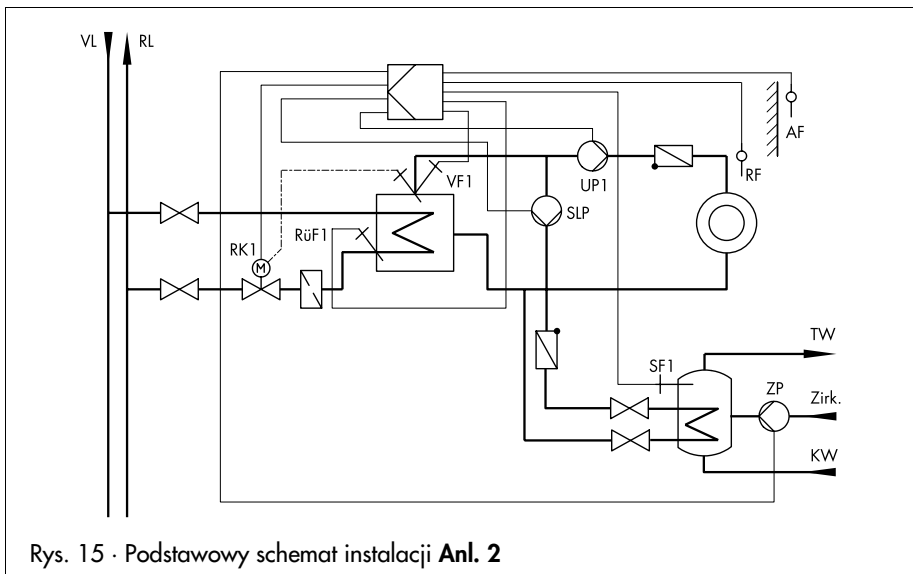 VL
RL
AF
RF
VF1
UP1
SLP
RüF1
RK1
M
TW
SF1
ZP
Zirk.
KW
Rys. 15 · Podstawowy schemat instalacji Anl. 2